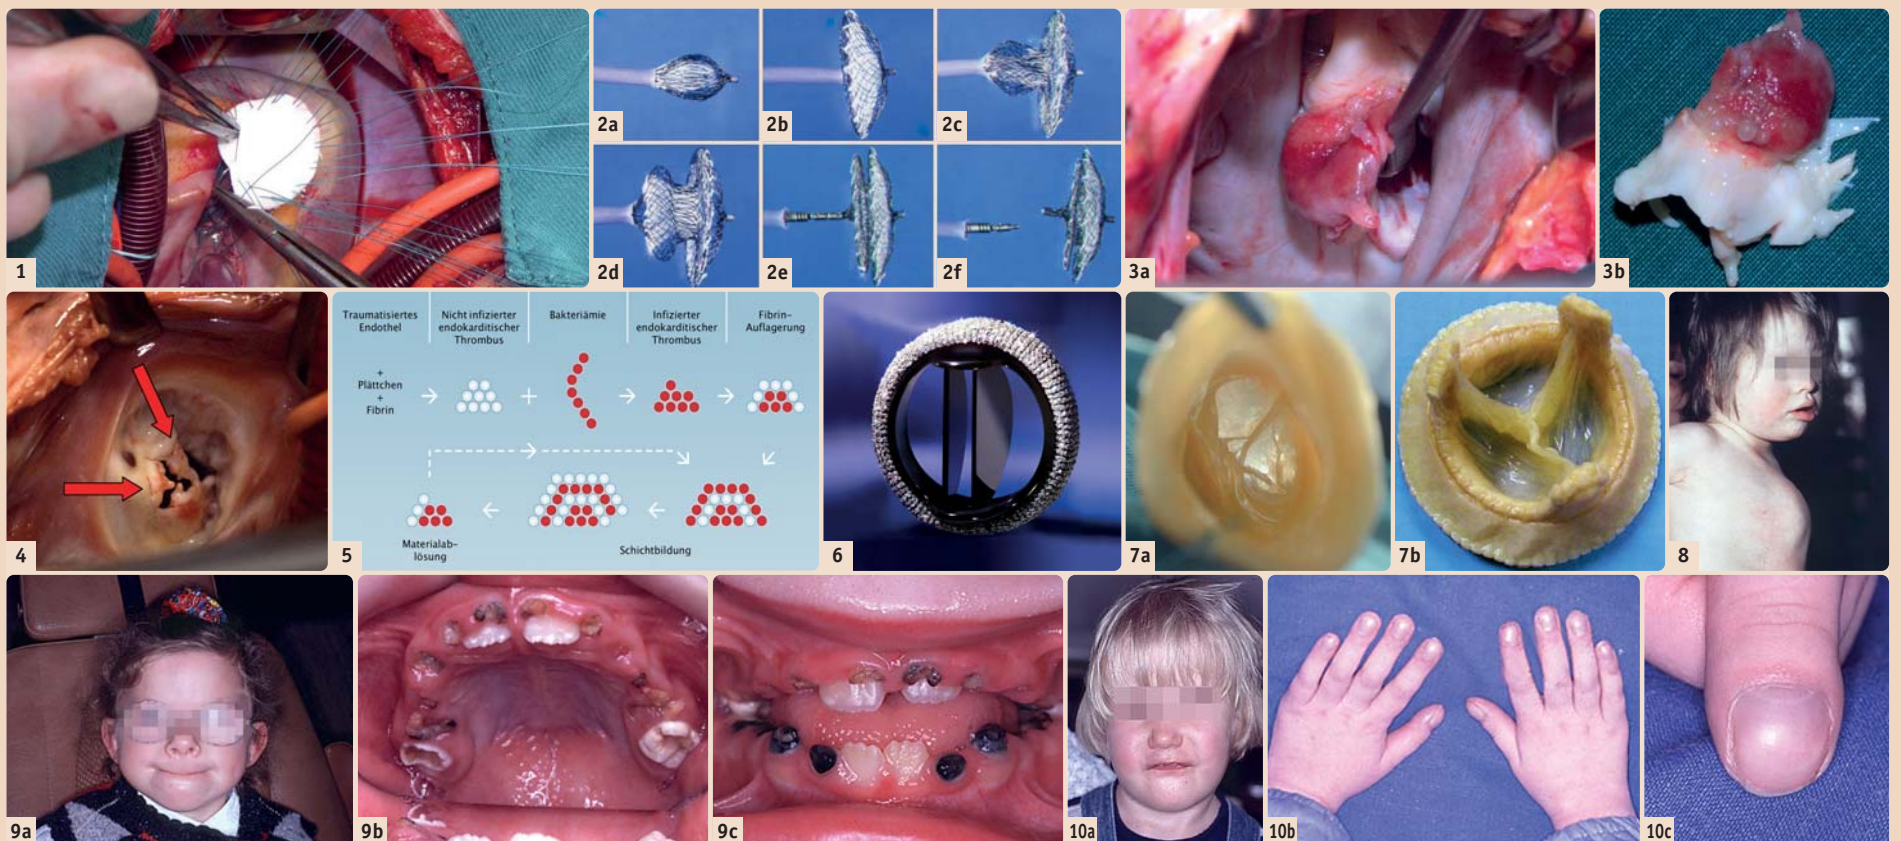 1
2a
2b
2c
2d
2e
2f
3a
3b
4
Traumatisiertes
Endothel
Nicht infizierter
endokarditischer
Thrombus
Bakteriämie
Infizierter
endokarditischer
Thrombus
Fibrin-
Auflagerung
+
Plättchen
+
Fibrin
+
Materialab-
lösung
Schichtbildung
5
6
7a
7b
8
9a
9b
9c
10a
10b
10c